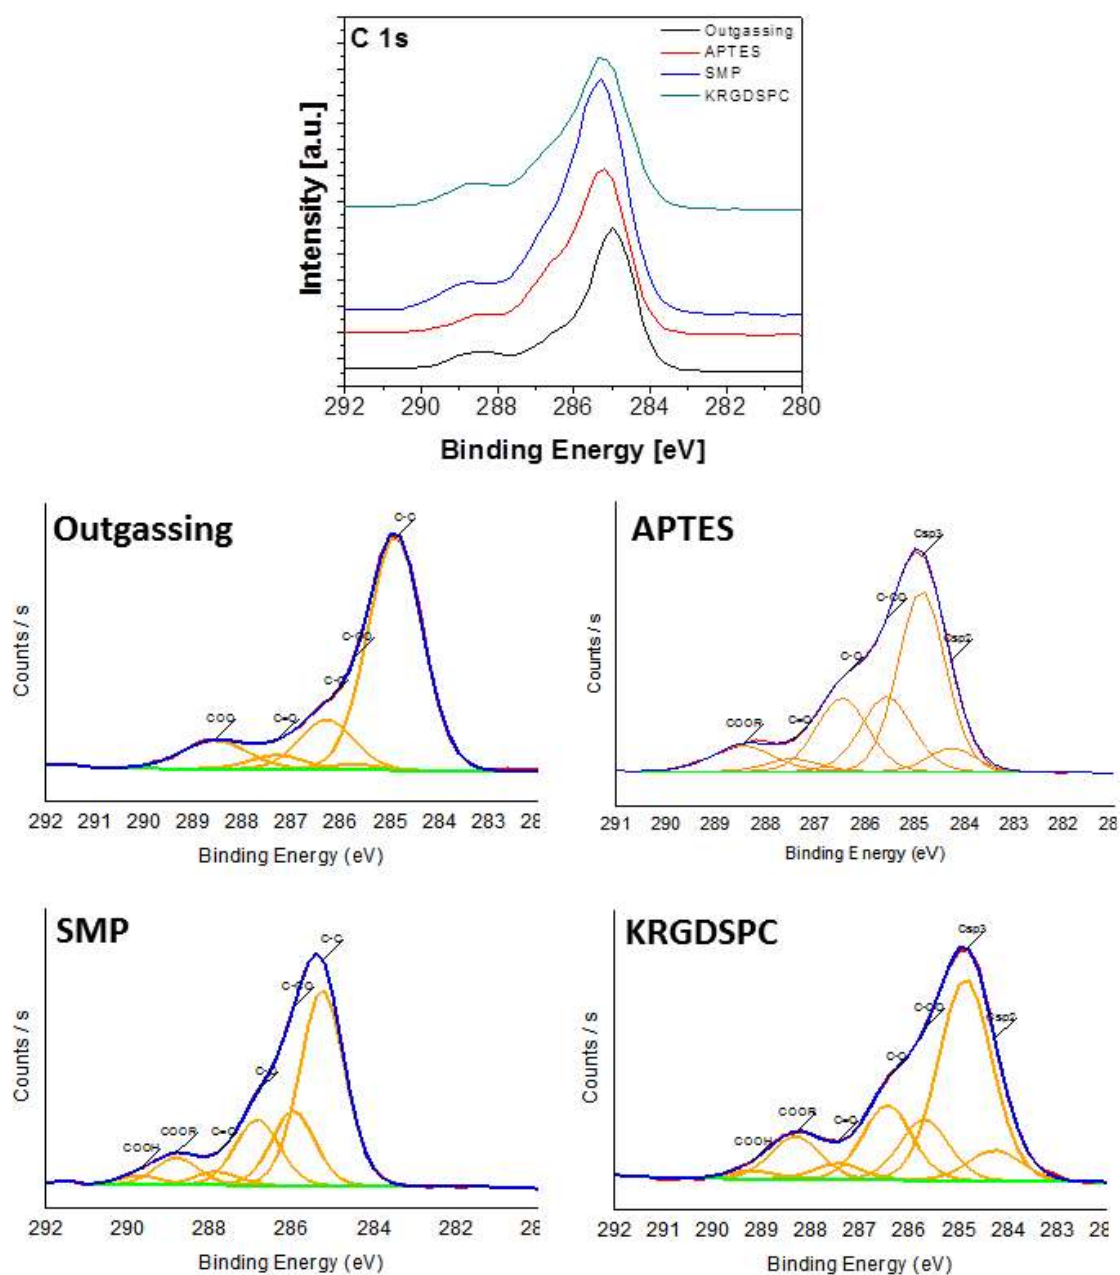 C 1s
Outgassing
APTES
SMP
KRGDSPC
Intensity [a.u.]
292 290 288 286 284 282 280
Binding Energy [eV]
Outgassing
C-C
C-CO
C-O
C=O
COO
Counts / s
292 291 290 289 288 287 286 285 284 283 28
Binding Energy (eV)
APTES
Csp3
C-CO
Csp2
C-O
C=O
COOR
Counts / s
291 290 289 288 287 286 285 284 283 282 28
Binding Energy (eV)
SMP
C-C
C-CO
C-O
C=O
COOR
COOH
Counts / s
292 290 288 286 284 282 28
Binding Energy (eV)
KRGDSPC
Csp3
C-CO
Csp2
C-O
C=O
COOR
COOH
Counts / s
292 291 290 289 288 287 286 285 284 283 28
Binding Energy (eV)